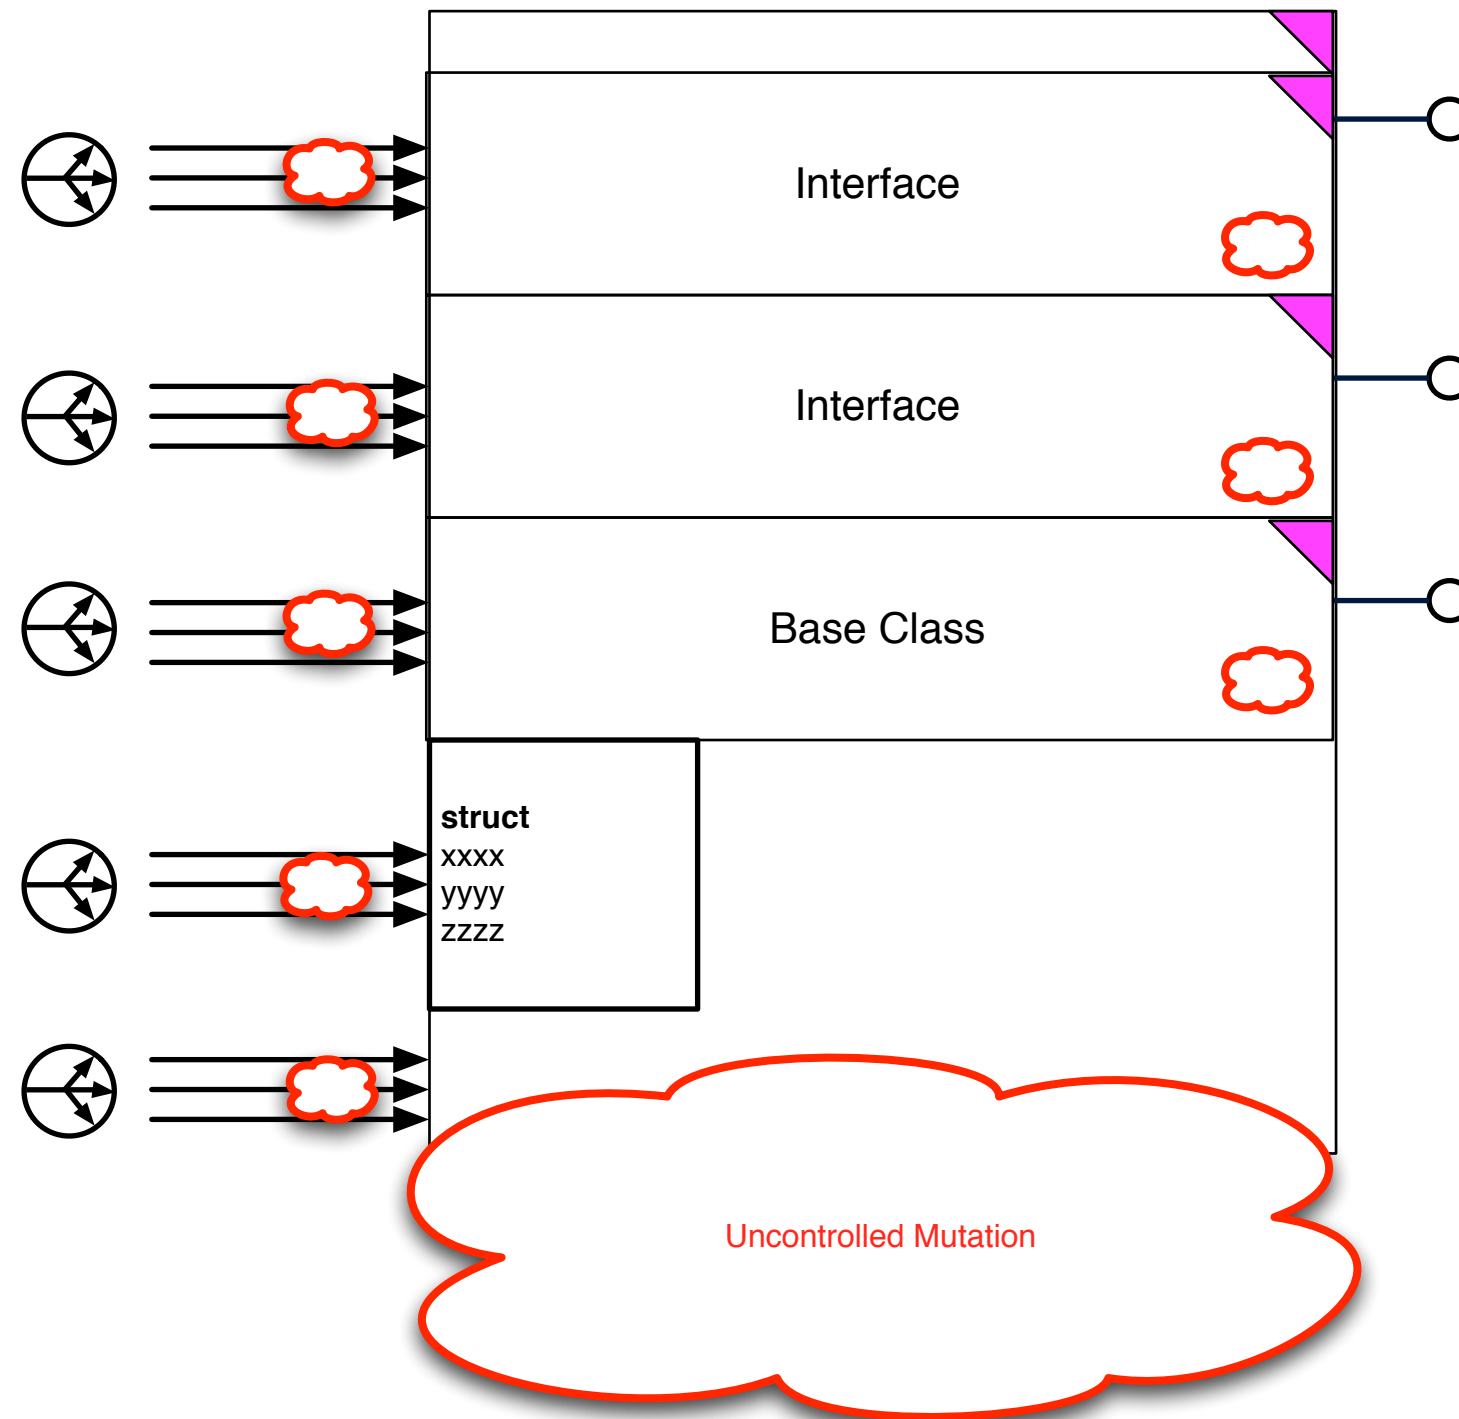 Interface
Interface
Base Class
struct
xxxx
yyyy
zzzz
Uncontrolled Mutation